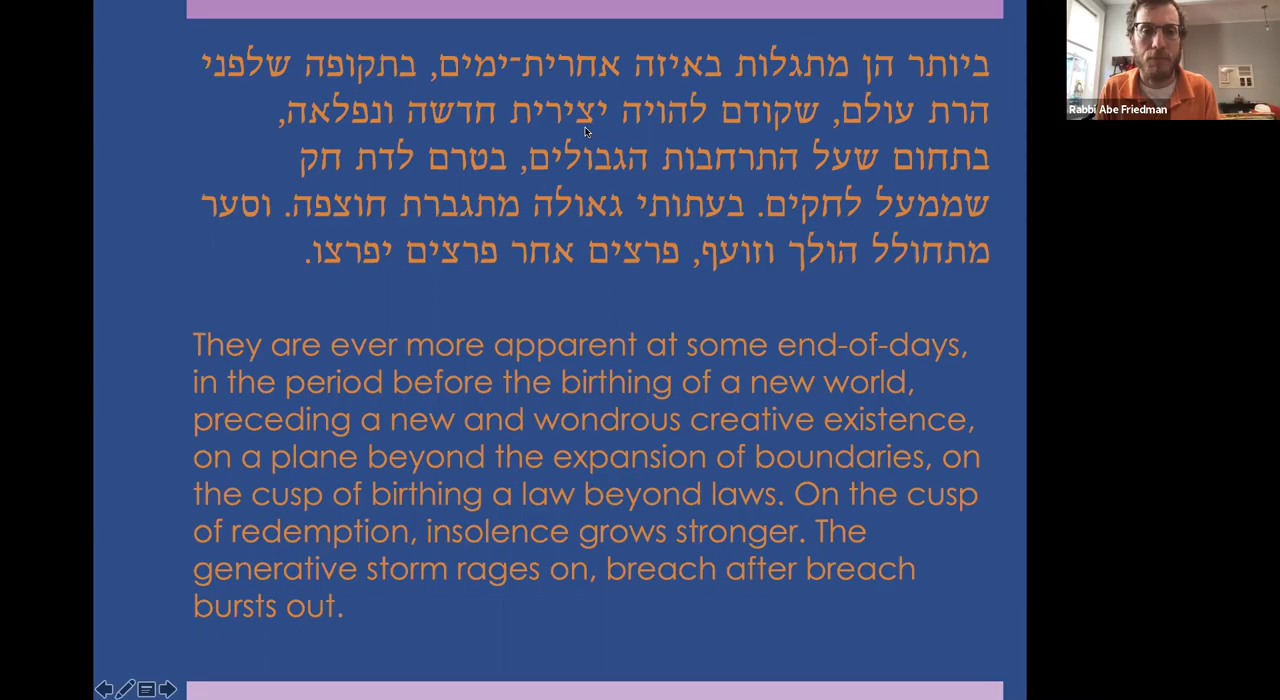 ביותר הן מתגלות באיזה אחרית־ימים, בתקופה שלפני
הרת עולם, שקודם להויה יצירית חדשה ונפלאה,
בתחום שעל התרחבות הגבולים, בטרם לדת חק
שממעל לחקים. בעתותי גאולה מתגברת חוצפה. וסער
מתחולל הולך וזועף, פרצים אחר פרצים יפרצו.
They are ever more apparent at some end-of-days,
in the period before the birthing of a new world,
preceding a new and wondrous creative existence,
on a plane beyond the expansion of boundaries, on
the cusp of birthing a law beyond laws. On the cusp
of redemption, insolence grows stronger. The
generative storm rages on, breach after breach
bursts out.
Rabbi Abe Friedman